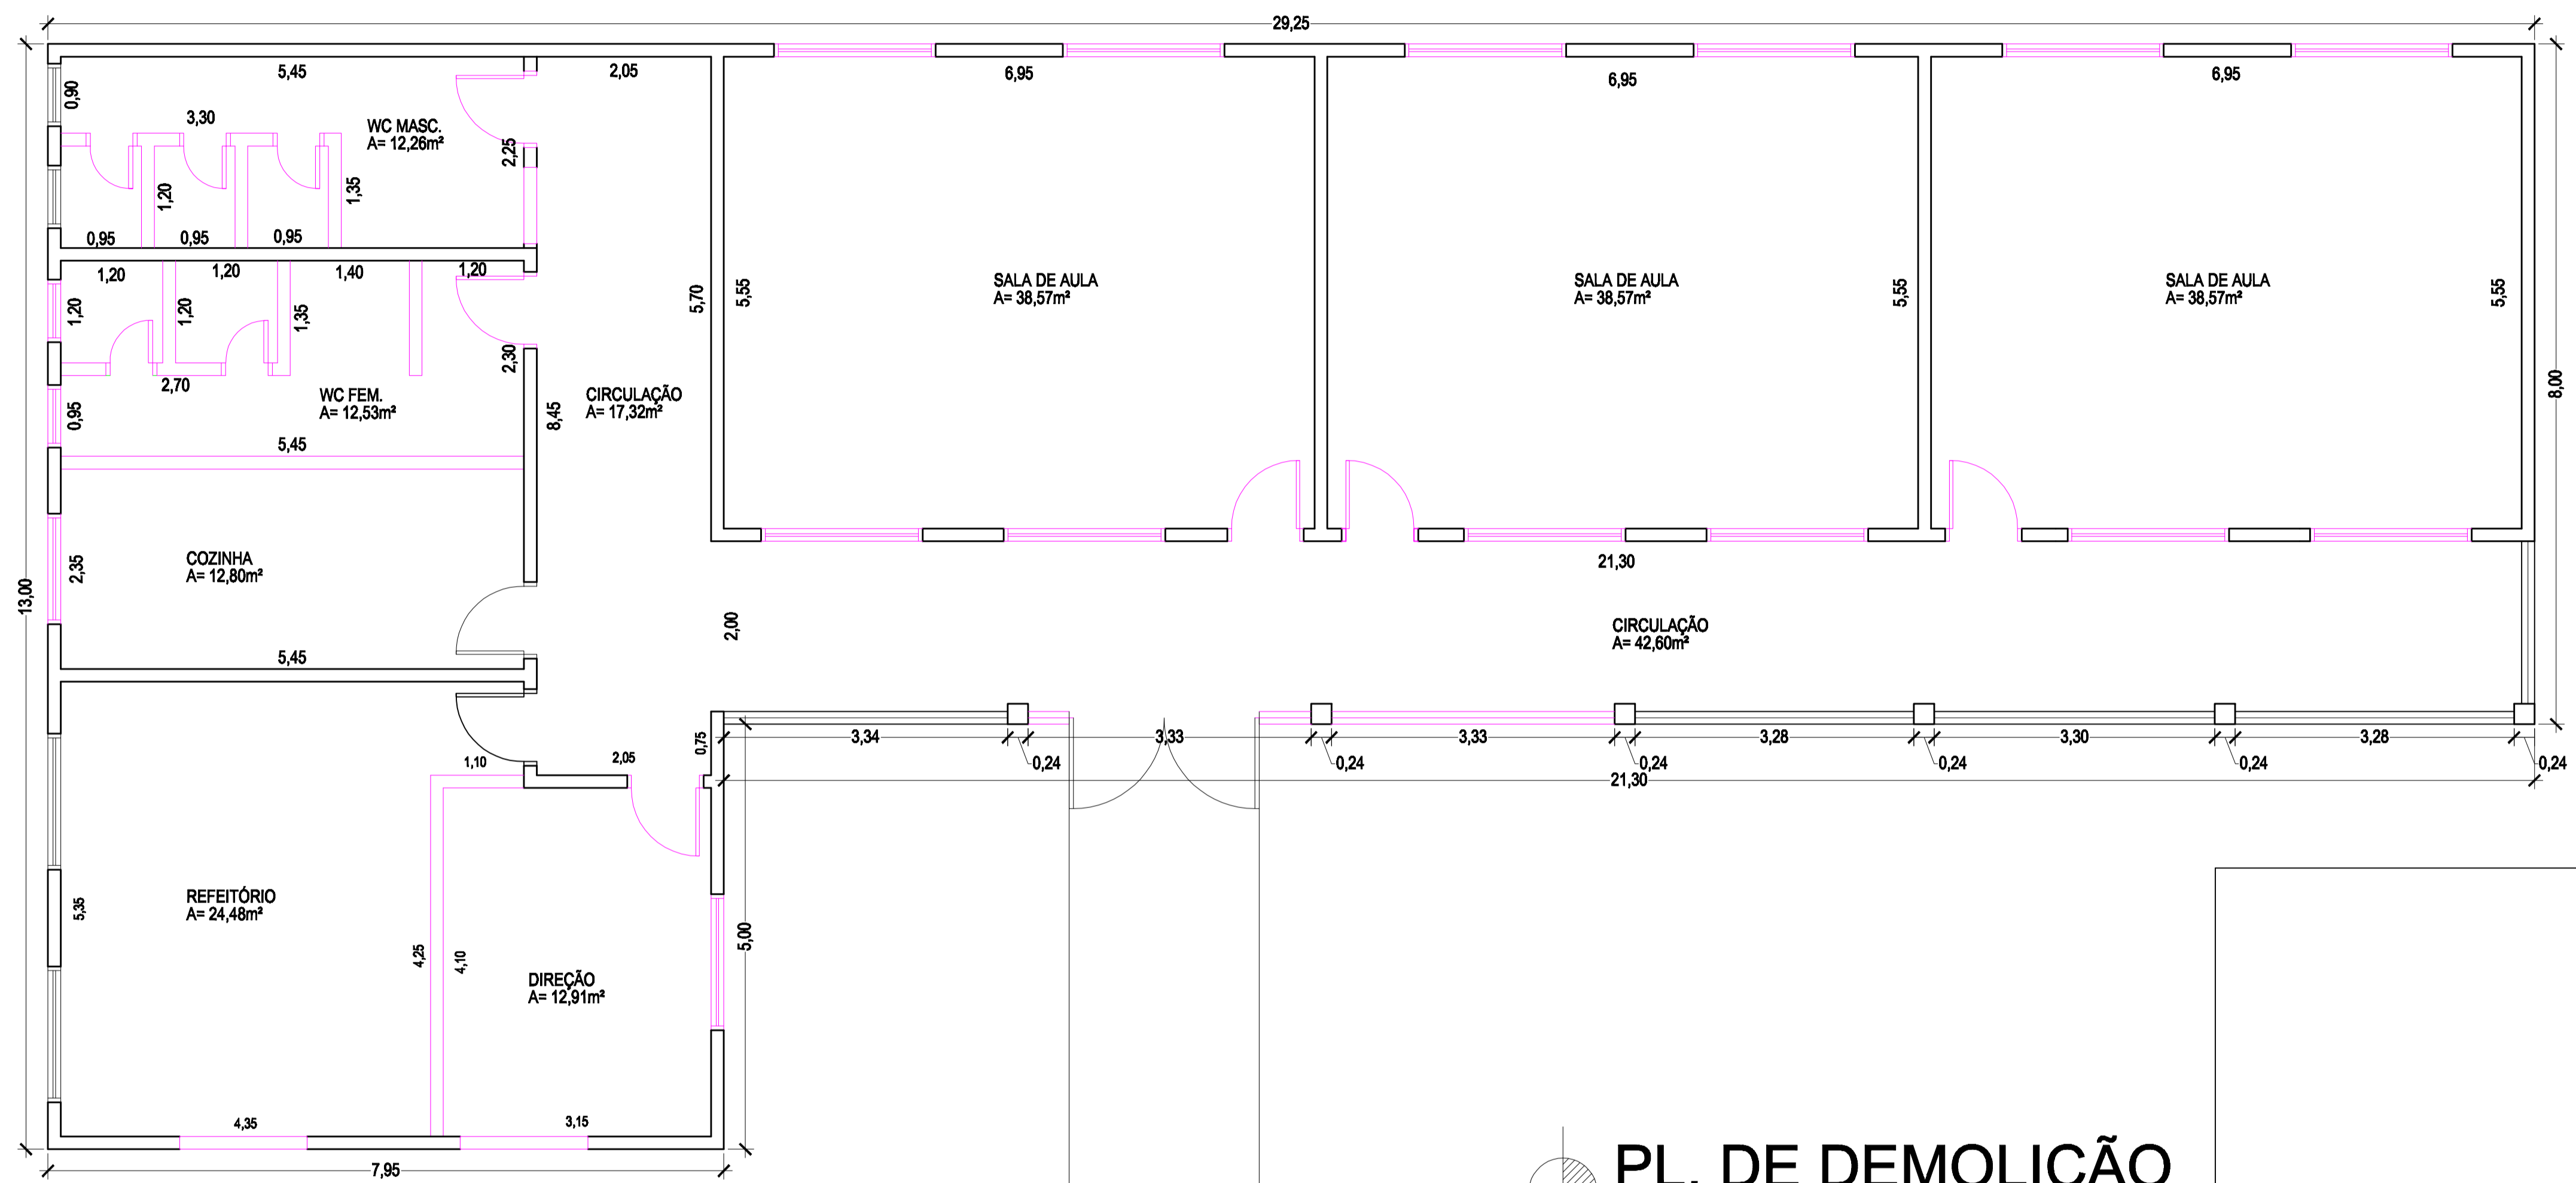 29,25
5,45
2,05
6,95
6,95
6,95
0,90
3,30
WC MASC.
A= 12,26m²
2,25
1,20
1,35
0,95
0,95
0,95
1,20
1,20
1,40
1,20
1,20
1,20
1,35
5,70
5,55
SALA DE AULA
A= 38,57m²
SALA DE AULA
A= 38,57m²
5,55
SALA DE AULA
A= 38,57m²
5,55
2,30
2,70
WC FEM.
A= 12,53m²
0,95
5,45
8,45
CIRCULAÇÃO
A= 17,32m²
8,00
COZINHA
A= 12,80m²
2,35
13,00
5,45
21,30
2,00
CIRCULAÇÃO
A= 42,60m²
1,10
2,05
0,75
3,34
3,33
3,33
3,28
3,30
3,28
0,24
0,24
0,24
0,24
0,24
0,24
21,30
REFEITÓRIO
A= 24,48m²
5,35
4,25
4,10
5,00
DIREÇÃO
A= 12,91m²
4,35
3,15
7,95
PL. DE DEMOLIÇÃO